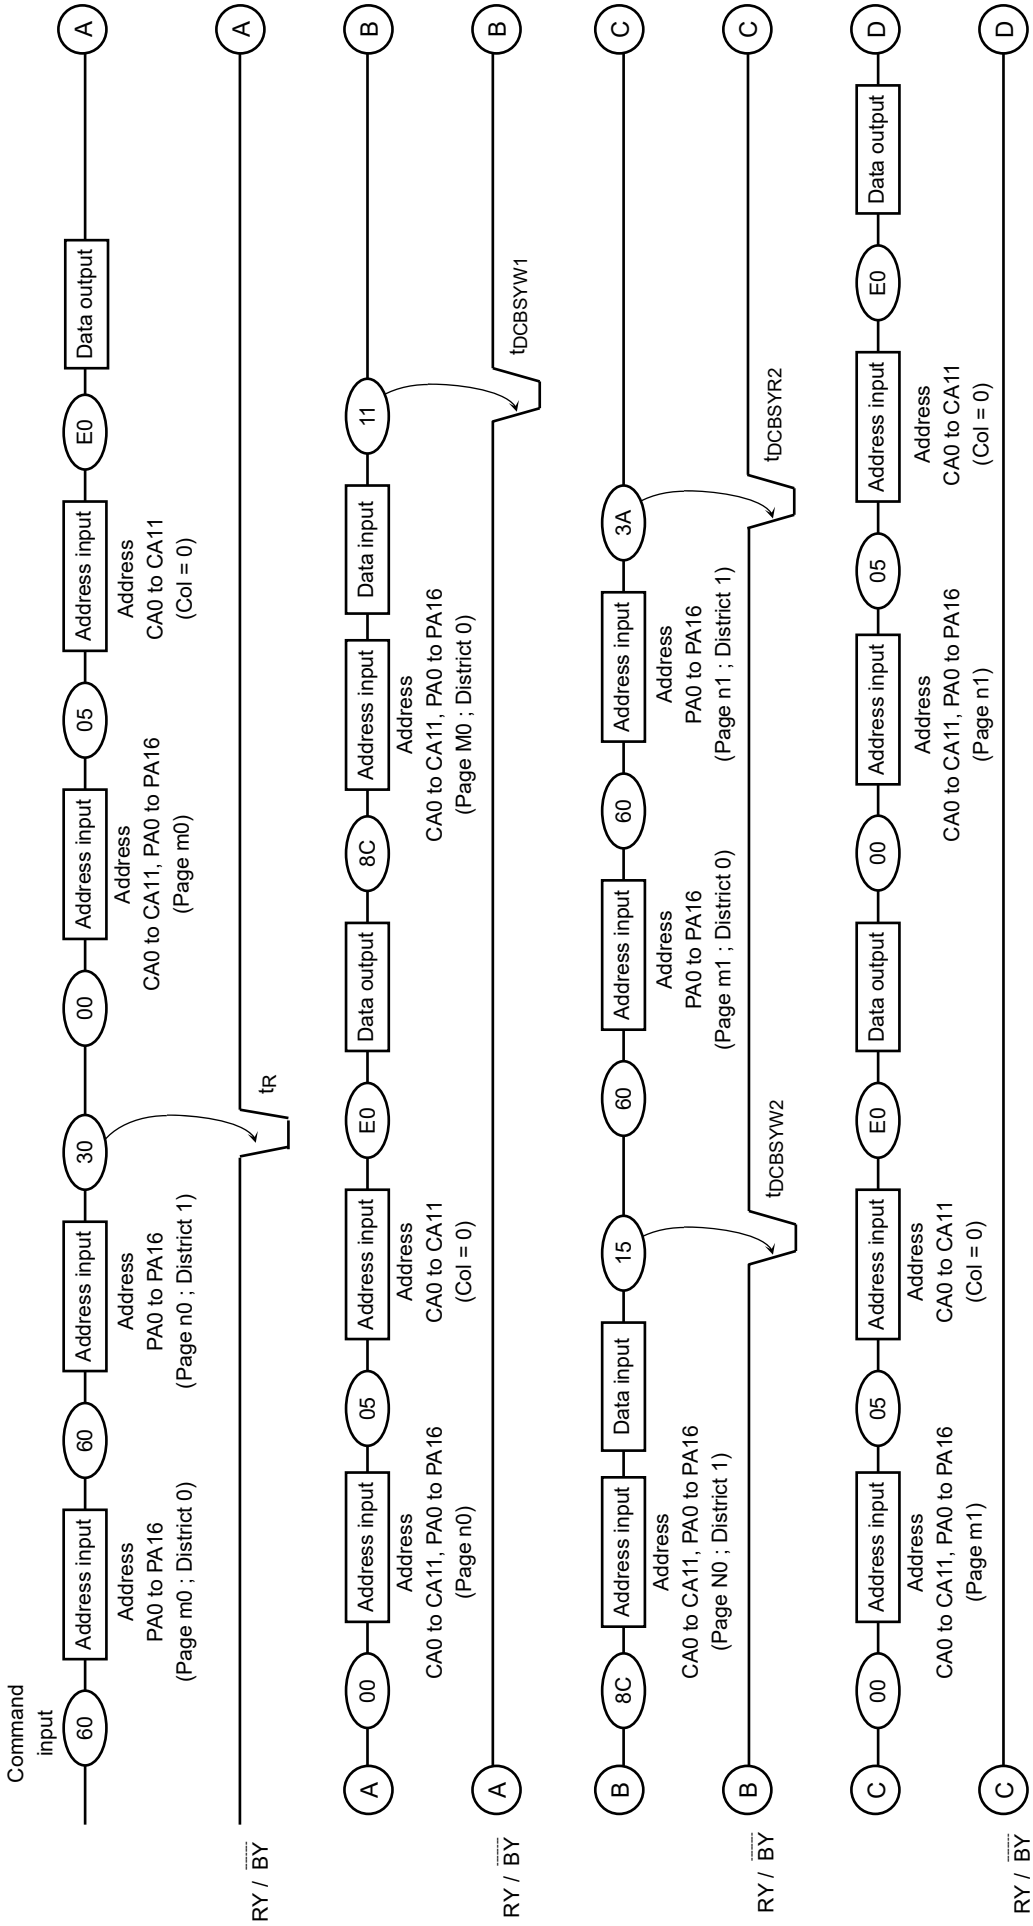 Command
input
60
Address input
60
Address input
30
00
Address input
05
Address input
E0
Data output
A
Address
PA0 to PA16
(Page m0 ; District 0)
Address
PA0 to PA16
(Page n0 ; District 1)
Address
CA0 to CA11, PA0 to PA16
(Page m0)
Address
CA0 to CA11
(Col = 0)
RY / BY
tR
A
A
00
Address input
05
Address input
E0
Data output
8C
Address input
Data input
11
B
Address
CA0 to CA11, PA0 to PA16
(Page n0)
Address
CA0 to CA11
(Col = 0)
Address
CA0 to CA11, PA0 to PA16
(Page M0 ; District 0)
RY / BY
A
tDCBSYW1
B
B
8C
Address input
Data input
15
60
Address input
60
Address input
3A
C
Address
CA0 to CA11, PA0 to PA16
(Page N0 ; District 1)
Address
PA0 to PA16
(Page m1 ; District 0)
Address
PA0 to PA16
(Page n1 ; District 1)
RY / BY
B
tDCBSYW2
tDCBSYR2
C
C
00
Address input
05
Address input
E0
Data output
00
Address input
05
Address input
E0
Data output
D
Address
CA0 to CA11, PA0 to PA16
(Page m1)
Address
CA0 to CA11
(Col = 0)
Address
CA0 to CA11, PA0 to PA16
(Page n1)
Address
CA0 to CA11
(Col = 0)
RY / BY
C
D